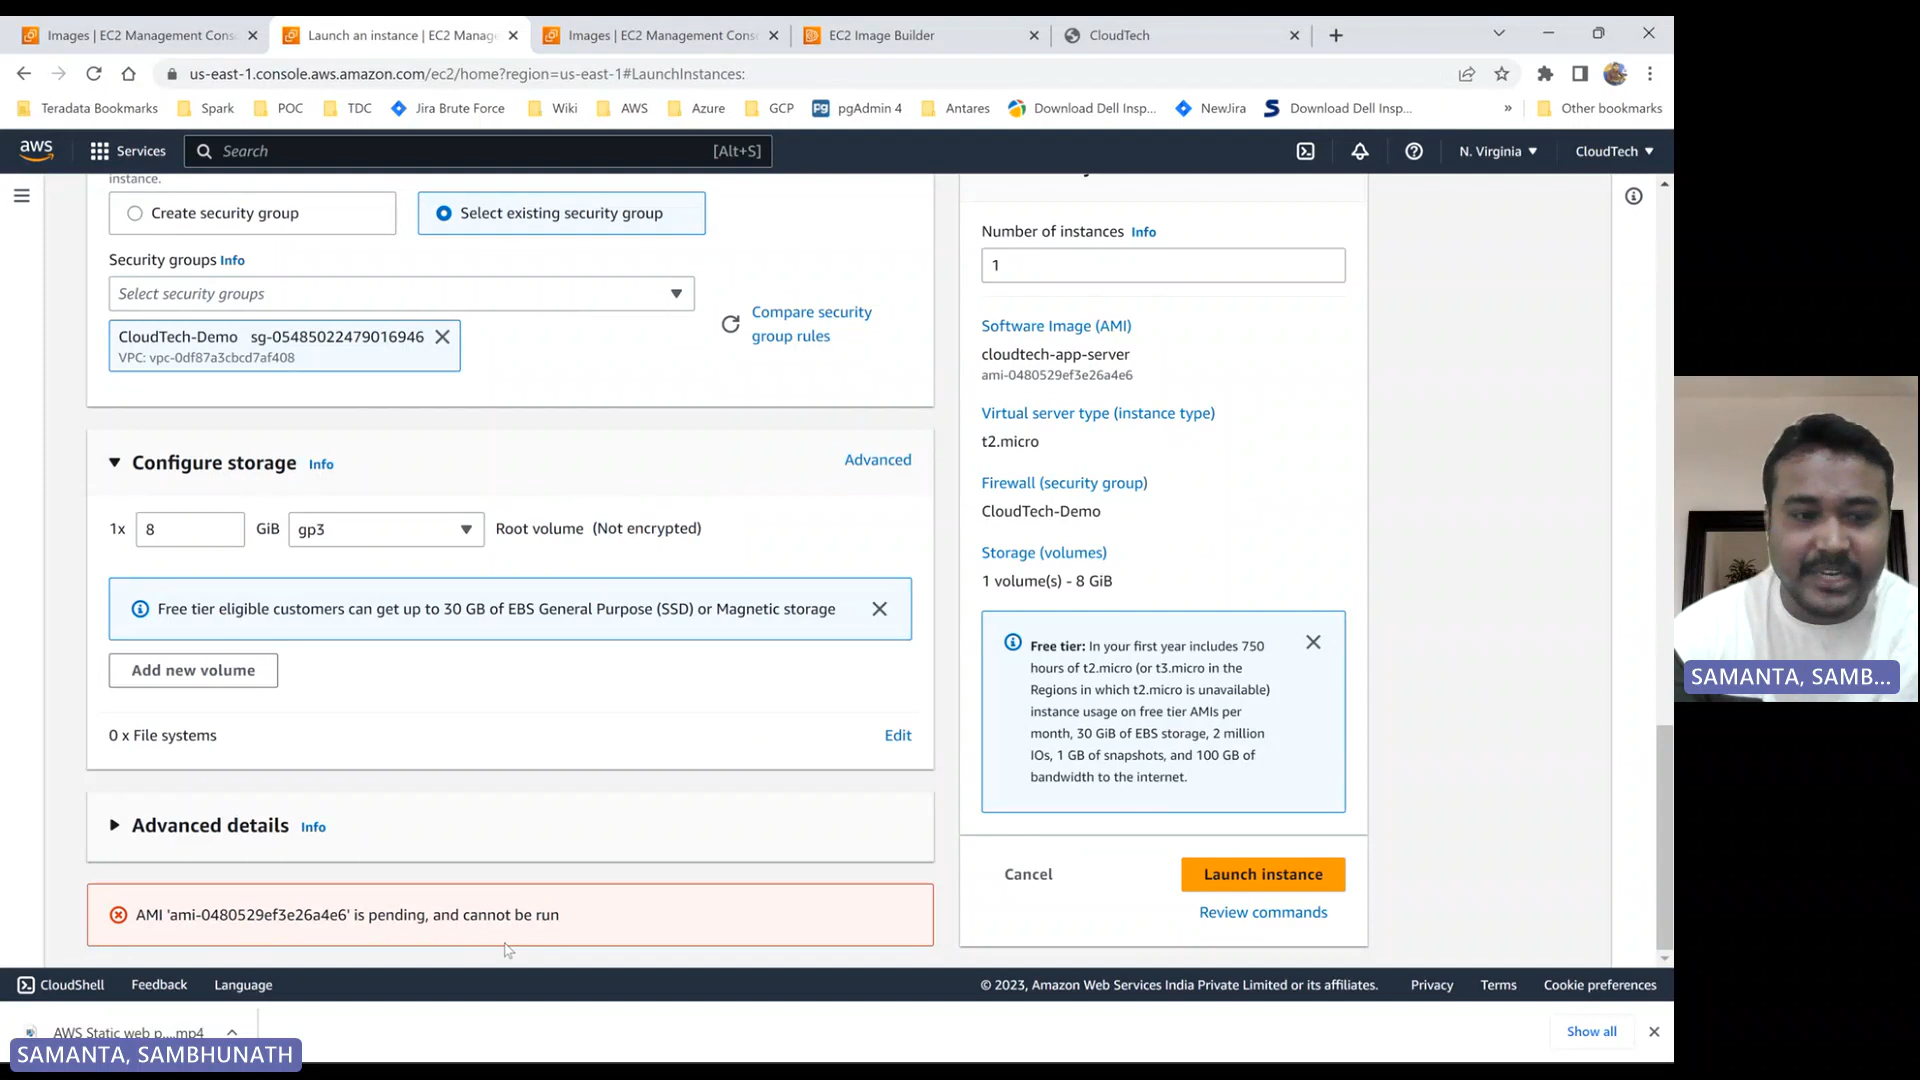 Images | EC2 Management Cons
Launch an instance | EC2 Manag
Images | EC2 Management Cons
EC2 Image Builder
CloudTech
us-east-1.console.aws.amazon.com/ec2/home?region=us-east-1#LaunchInstances:
Teradata Bookmarks
Spark
POC
TDC
Jira Brute Force
Wiki
AWS
Azure
GCP
Pg
pgAdmin 4
Antares
Download Dell Insp...
NewJira
S
Download Dell Insp...
»
Other bookmarks
aws
Services
Search
[Alt+S]
N. Virginia
CloudTech
instance.
Create security group
Select existing security group
Security groups Info
Select security groups
CloudTech-Demo sg-05485022479016946
VPC: vpc-0df87a3cbcd7af408
Compare security
group rules
Configure storage Info
Advanced
1x
8
GiB
gp3
Root volume (Not encrypted)
Free tier eligible customers can get up to 30 GB of EBS General Purpose (SSD) or Magnetic storage
Add new volume
0 x File systems
Edit
Advanced details Info
AMI 'ami-0480529ef3e26a4e6' is pending, and cannot be run
Number of instances Info
1
Software Image (AMI)
cloudtech-app-server
ami-0480529ef3e26a4e6
Virtual server type (instance type)
t2.micro
Firewall (security group)
CloudTech-Demo
Storage (volumes)
1 volume(s) - 8 GiB
Free tier: In your first year includes 750
hours of t2.micro (or t3.micro in the
Regions in which t2.micro is unavailable)
instance usage on free tier AMIs per
month, 30 GiB of EBS storage, 2 million
IOs, 1 GB of snapshots, and 100 GB of
bandwidth to the internet.
Cancel
Launch instance
Review commands
SAMANTA, SAMB...
CloudShell
Feedback
Language
© 2023, Amazon Web Services India Private Limited or its affiliates.
Privacy
Terms
Cookie preferences
AWS Static web p....mp4
Show all
SAMANTA, SAMBHUNATH